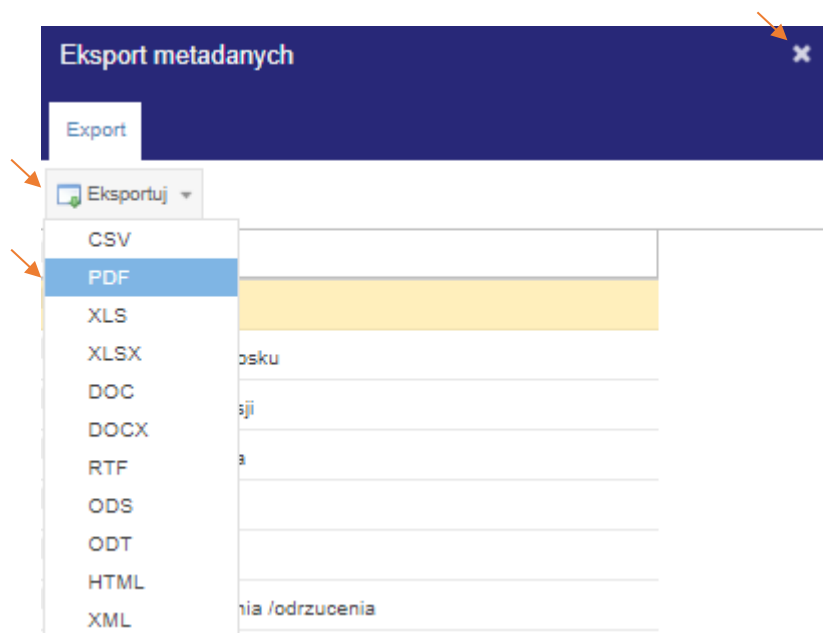 Eksport metadanych
Export
Eksportuj
CSV
PDF
XLS
XLSX
osku
DOC
sji
DOCX
a
RTF
ODS
ODT
HTML
nia /odrzucenia
XML